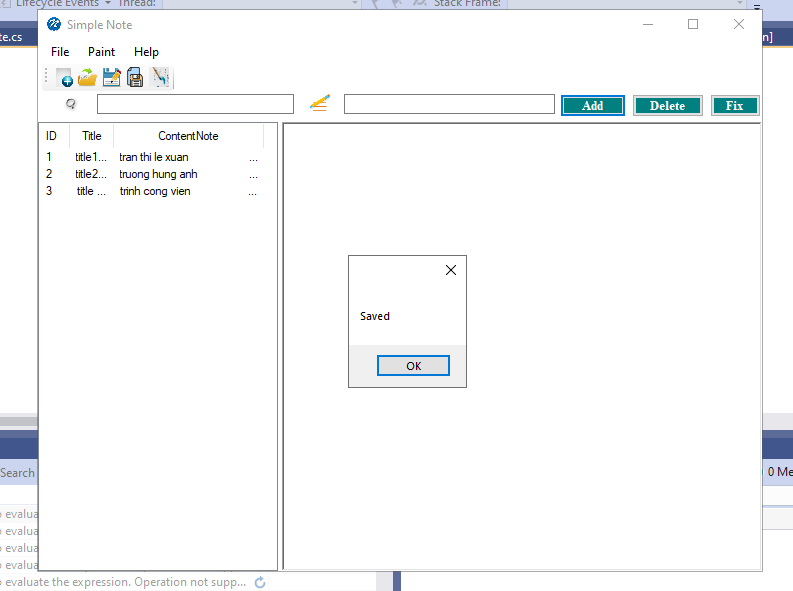 Lifecycle Events Thread: Stack Frame:
te.cs
Simple Note
n]
File Paint Help
Add Delete Fix
ID Title ContentNote
1 title1... tran thi le xuan ...
2 title2... truong hung anh ...
3 title ... trinh cong vien ...
Saved
OK
Search
0 Me
o evalua
o evalua
o evalua
o evalua
o evaluate the expression. Operation not supp...